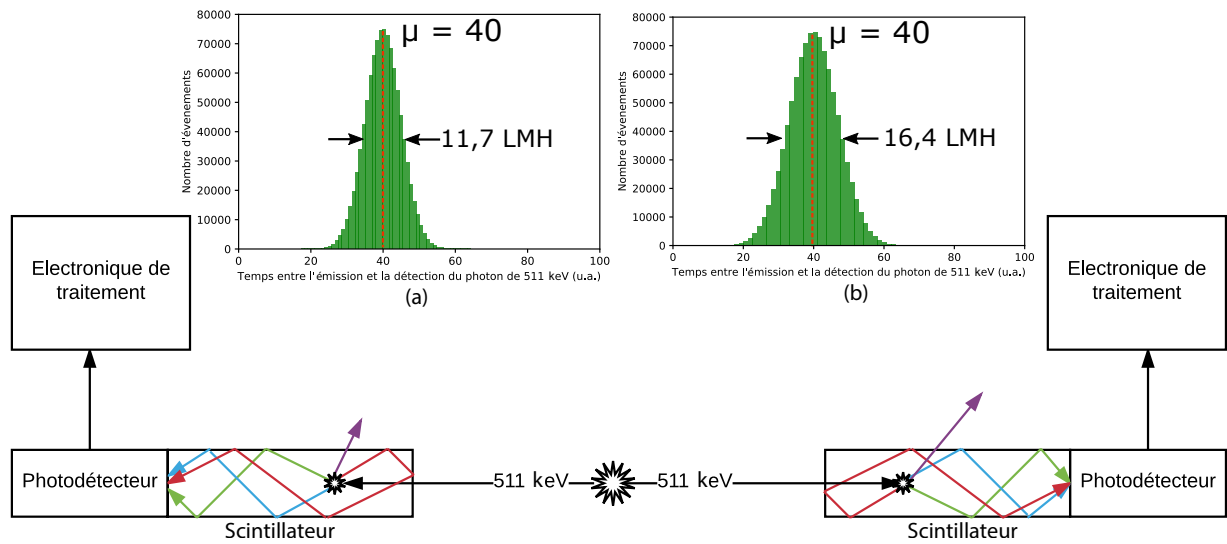 80000
70000
60000
50000
40000
30000
20000
10000
0
Nombre d'évenements
μ = 40
11,7 LMH
0 20 40 60 80 100
Temps entre l'émission et la détection du photon de 511 keV (u.a.)
(a)
80000
70000
60000
50000
40000
30000
20000
10000
0
Nombre d'évenements
μ = 40
16,4 LMH
0 20 40 60 80 100
Temps entre l'émission et la détection du photon de 511 keV (u.a.)
(b)
Electronique de
traitement
Electronique de
traitement
Photodétecteur
511 keV
511 keV
Photodétecteur
Scintillateur
Scintillateur